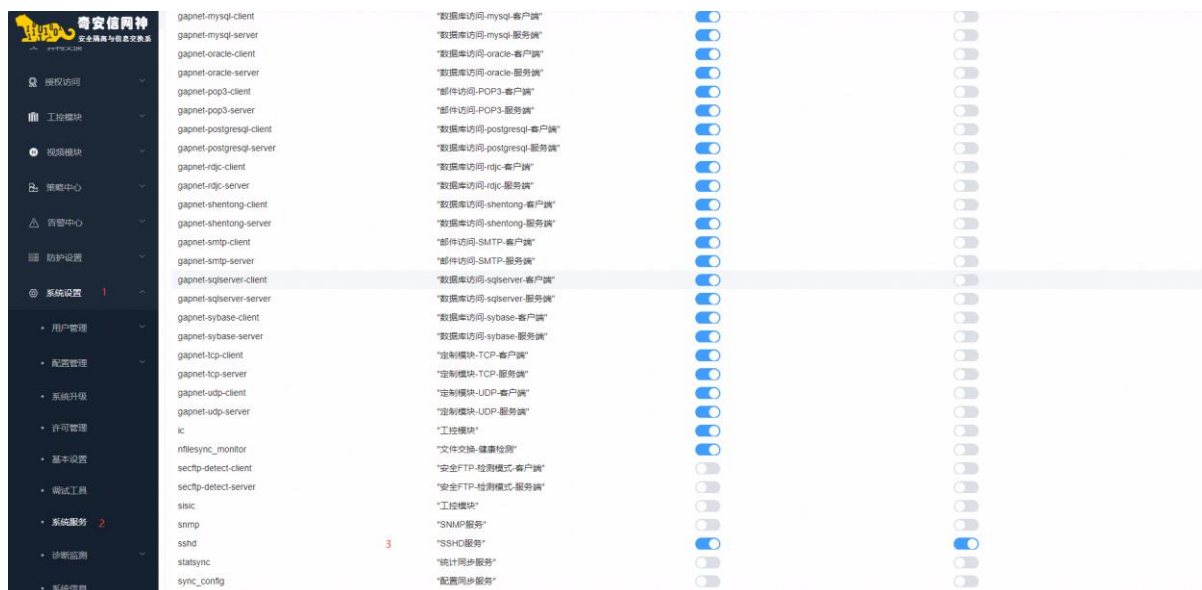 奇安信网神
安全隔离与信息交换系
授权访问
工控模块
视频模块
策略中心
告警中心
防护设置
系统设置 1
用户管理
配置管理
系统升级
许可管理
基本设置
调试工具
系统服务 2
诊断监测
系统信息
gapnet-mysql-client "数据库访问-mysql-客户端"
gapnet-mysql-server "数据库访问-mysql-服务端"
gapnet-oracle-client "数据库访问-oracle-客户端"
gapnet-oracle-server "数据库访问-oracle-服务端"
gapnet-pop3-client "邮件访问-POP3-客户端"
gapnet-pop3-server "邮件访问-POP3-服务端"
gapnet-postgresql-client "数据库访问-postgresql-客户端"
gapnet-postgresql-server "数据库访问-postgresql-服务端"
gapnet-rdjc-client "数据库访问-rdjc-客户端"
gapnet-rdjc-server "数据库访问-rdjc-服务端"
gapnet-shentong-client "数据库访问-shentong-客户端"
gapnet-shentong-server "数据库访问-shentong-服务端"
gapnet-smtp-client "邮件访问-SMTP-客户端"
gapnet-smtp-server "邮件访问-SMTP-服务端"
gapnet-sqlserver-client "数据库访问-sqlserver-客户端"
gapnet-sqlserver-server "数据库访问-sqlserver-服务端"
gapnet-sybase-client "数据库访问-sybase-客户端"
gapnet-sybase-server "数据库访问-sybase-服务端"
gapnet-tcp-client "定制模块-TCP-客户端"
gapnet-tcp-server "定制模块-TCP-服务端"
gapnet-udp-client "定制模块-UDP-客户端"
gapnet-udp-server "定制模块-UDP-服务端"
ic "工控模块"
nfilesync_monitor "文件交换-健康检测"
secftp-detect-client "安全FTP-检测模式-客户端"
secftp-detect-server "安全FTP-检测模式-服务端"
sisic "工控模块"
snmp "SNMP服务"
sshd 3 "SSHD服务"
statsync "统计同步服务"
sync_config "配置同步服务"